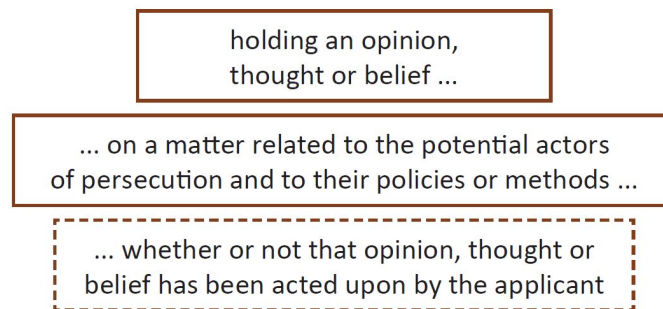 holding an opinion,
thought or belief ...
... on a matter related to the potential actors
of persecution and to their policies or methods ...
... whether or not that opinion, thought or
belief has been acted upon by the applicant